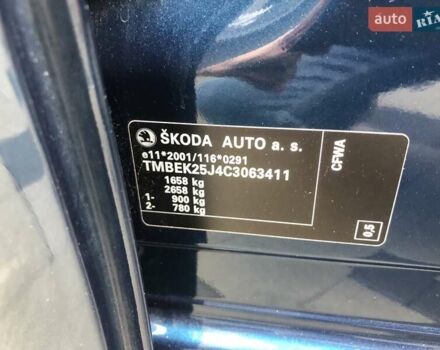 auto RIA
ŠKODA AUTO a. s.
e11*2001/116*0291
TMBEK25J4C3063411
1658 kg
2658 kg
1- 900 kg
2- 780 kg
CFWA
0,5